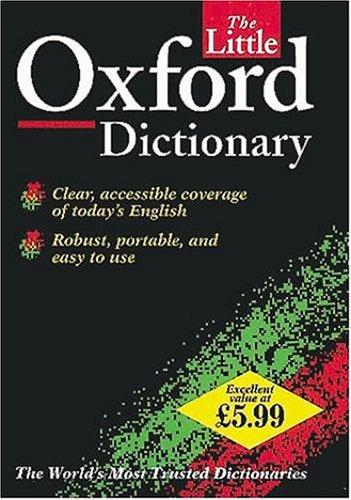 The
Little
Oxford
Dictionary
Clear, accessible coverage
of today's English
Robust, portable, and
easy to use
Excellent
value at
£5.99
The World's Most Trusted Dictionaries